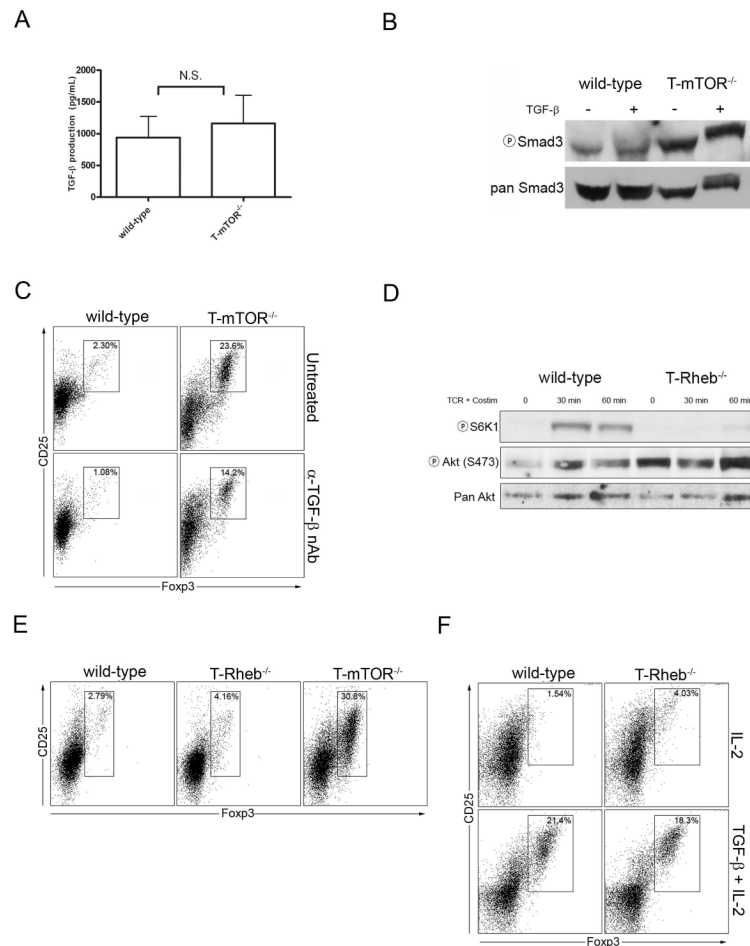 A
TGF-β production (pg/mL)
2000
1500
1000
500
0
N.S.
wild-type
T-mTOR-/-
B
wild-type T-mTOR-/-
TGF-β - + - +
Ⓟ Smad3
pan Smad3
C
wild-type T-mTOR-/-
2.30% 23.6%
Untreated
1.08% 14.2%
α-TGF-β nAb
CD25
Foxp3
D
wild-type T-Rheb-/-
TCR + Costim 0 30 min 60 min 0 30 min 60 min
Ⓟ S6K1
Ⓟ Akt (S473)
Pan Akt
E
wild-type T-Rheb-/- T-mTOR-/-
2.79% 4.16% 30.8%
CD25
Foxp3
F
wild-type T-Rheb-/-
1.54% 4.03%
IL-2
21.4% 18.3%
TGF-β + IL-2
CD25
Foxp3